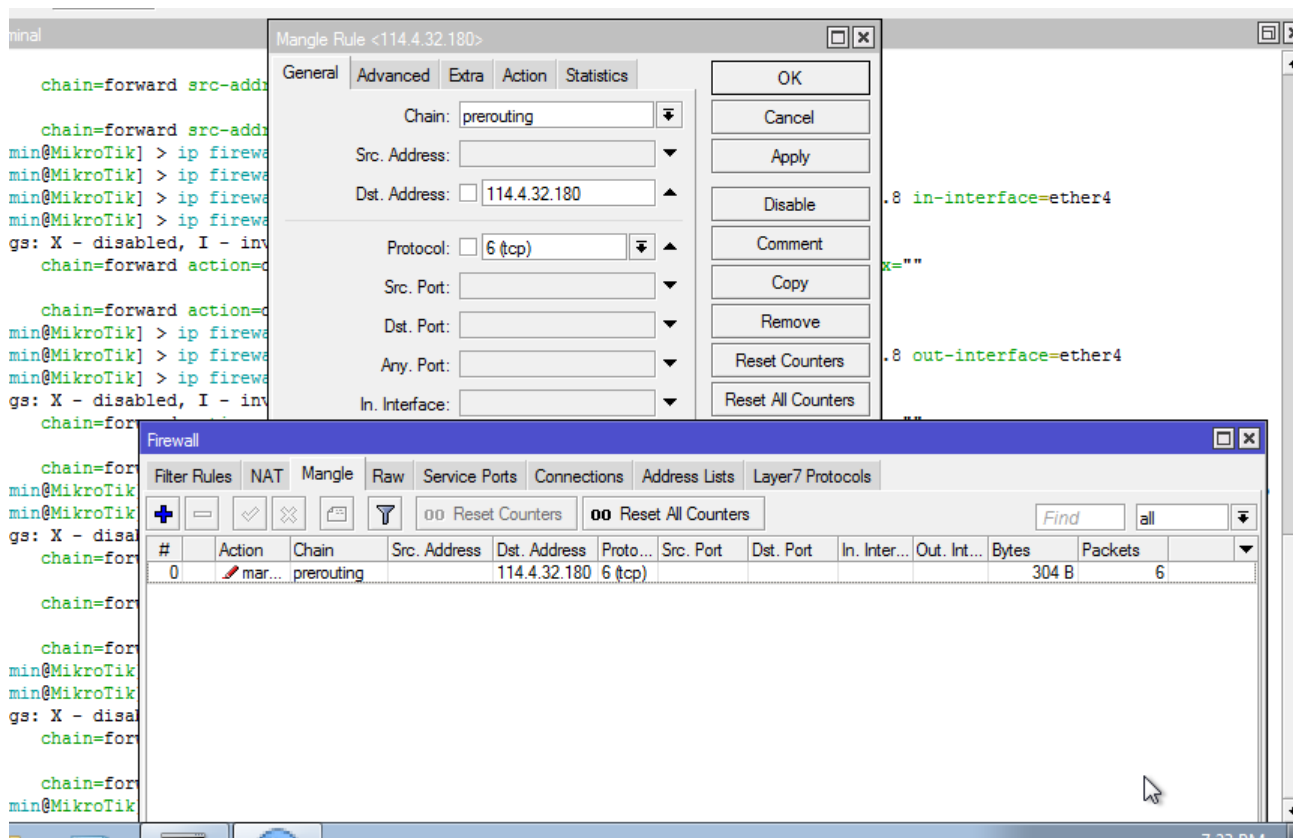 minal
Mangle Rule <114.4.32.180>
General Advanced Extra Action Statistics
OK
Cancel
Apply
Disable
Comment
Copy
Remove
Reset Counters
Reset All Counters
Chain: prerouting
Src. Address:
Dst. Address: 114.4.32.180
Protocol: 6 (tcp)
Src. Port:
Dst. Port:
Any. Port:
In. Interface:
chain=forward src-addr
chain=forward src-addr
min@MikroTik] > ip firewa
min@MikroTik] > ip firewa
min@MikroTik] > ip firewa .8 in-interface=ether4
min@MikroTik] > ip firewa
gs: X - disabled, I - inv
chain=forward action= x=""
chain=forward action=
min@MikroTik] > ip firewa
min@MikroTik] > ip firewa .8 out-interface=ether4
min@MikroTik] > ip firewa
gs: X - disabled, I - inv
chain=for
chain=for
min@MikroTik
min@MikroTik
gs: X - disal
chain=for
chain=for
chain=for
min@MikroTik
min@MikroTik
gs: X - disal
chain=for
chain=for
min@MikroTik
Firewall
Filter Rules NAT Mangle Raw Service Ports Connections Address Lists Layer7 Protocols
00 Reset Counters 00 Reset All Counters Find all
# Action Chain Src. Address Dst. Address Proto... Src. Port Dst. Port In. Inter... Out. Int... Bytes Packets
0 mar... prerouting 114.4.32.180 6 (tcp) 304 B 6